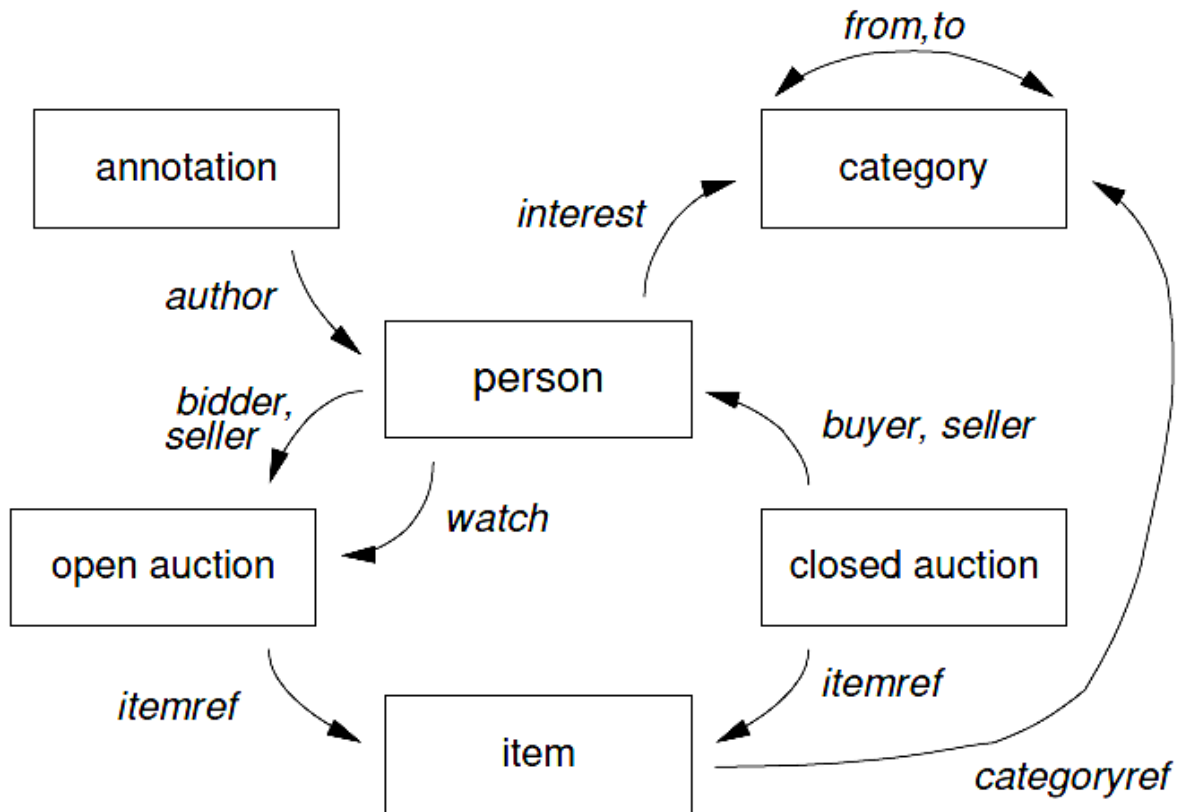 from,to
annotation
category
interest
author
person
bidder,
seller
buyer, seller
watch
open auction
closed auction
itemref
itemref
item
categoryref